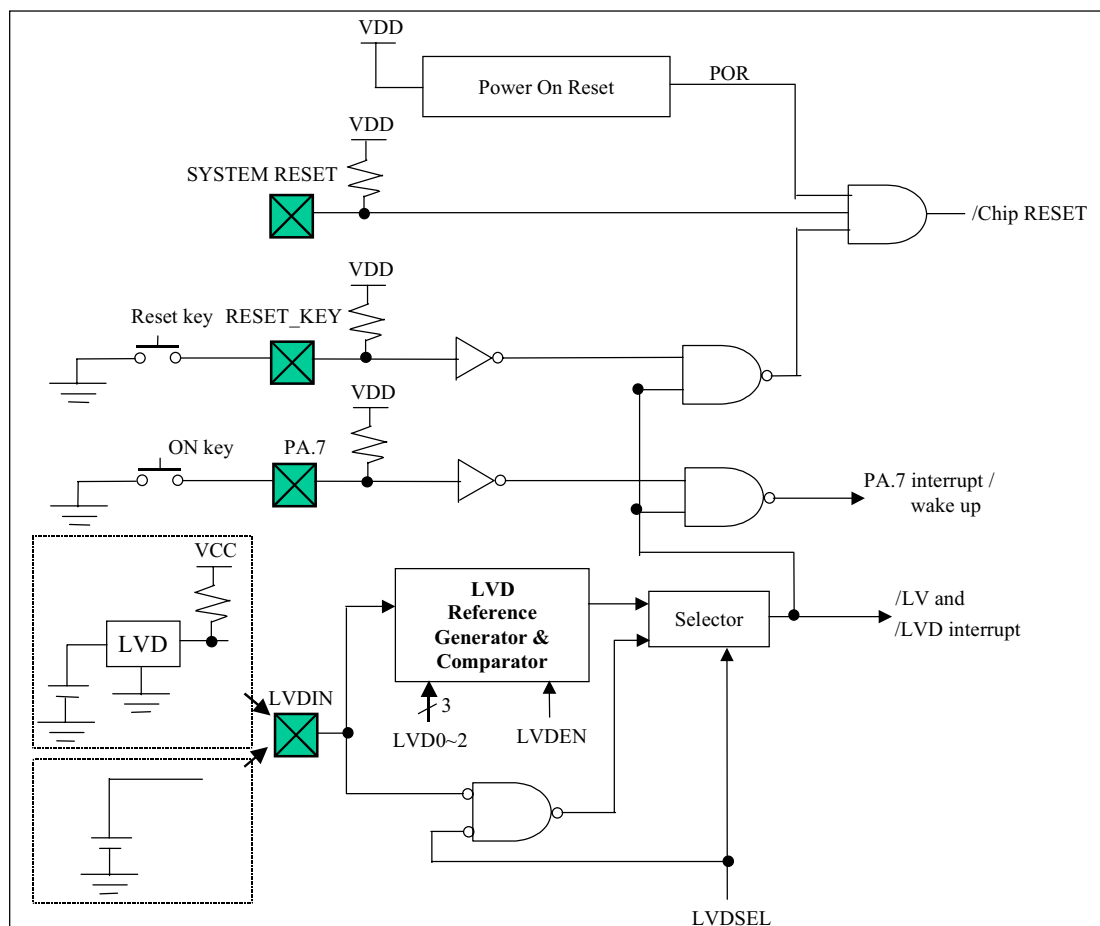 VDD
Power On Reset
POR
VDD
SYSTEM RESET
/Chip RESET
VDD
Reset key
RESET_KEY
VDD
ON key
PA.7
PA.7 interrupt /
wake up
VCC
LVD
LVD
Reference
Generator &
Comparator
Selector
/LV and
/LVD interrupt
LVDIN
3
LVD0~2
LVDEN
LVDSEL